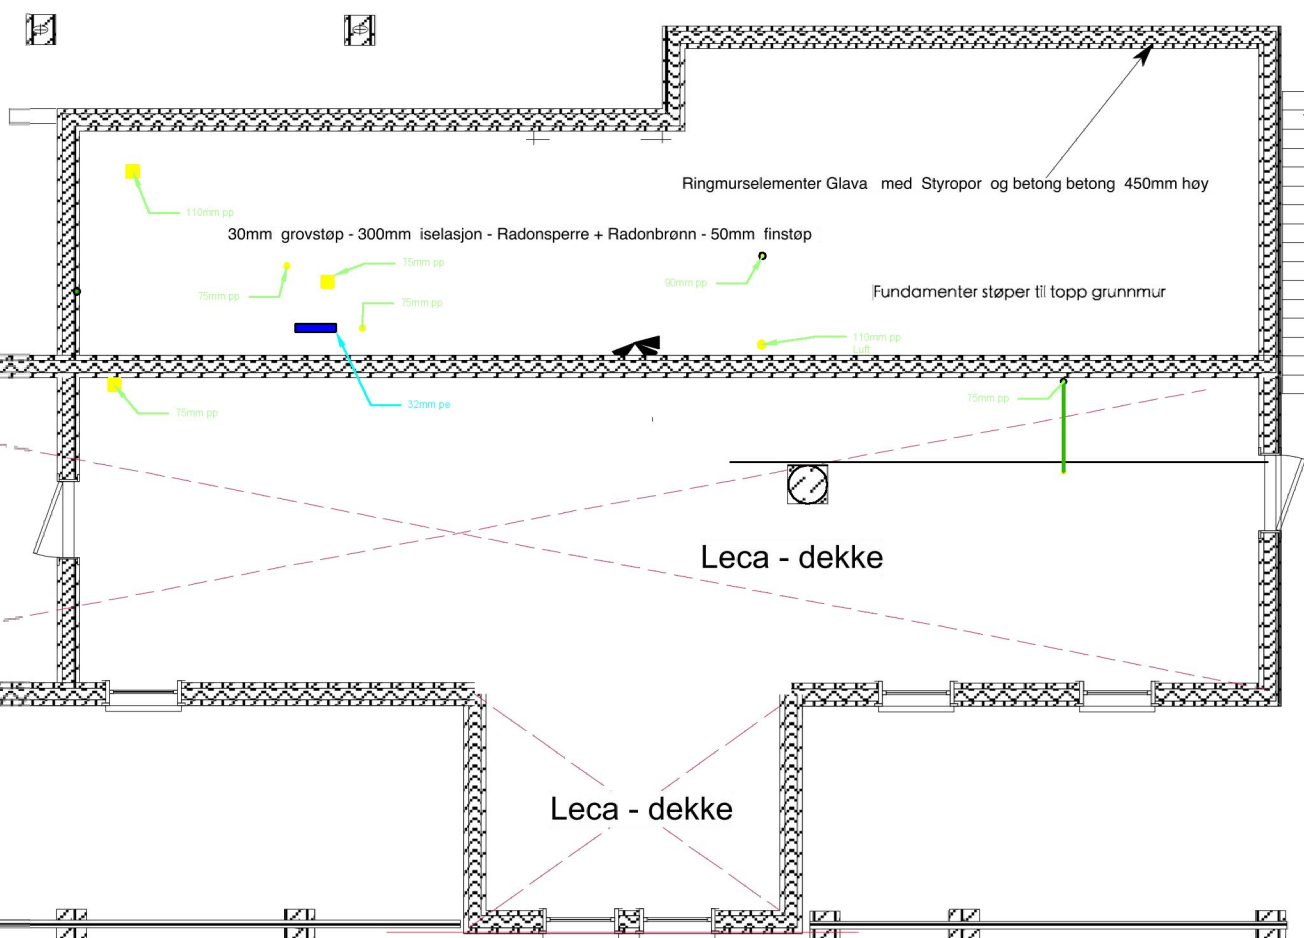 Ringmurselementer Glava med Styropor og betong betong 450mm høy
110mm pp
30mm grovstøp - 300mm iselasjon - Radonsperre + Radonbrønn - 50mm finstøp
75mm pp
90mm pp
75mm pp
Fundamenter støper til topp grunnmur
75mm pp
110mm pp
Luft
75mm pp
32mm pe
75mm pp
Leca - dekke
Leca - dekke